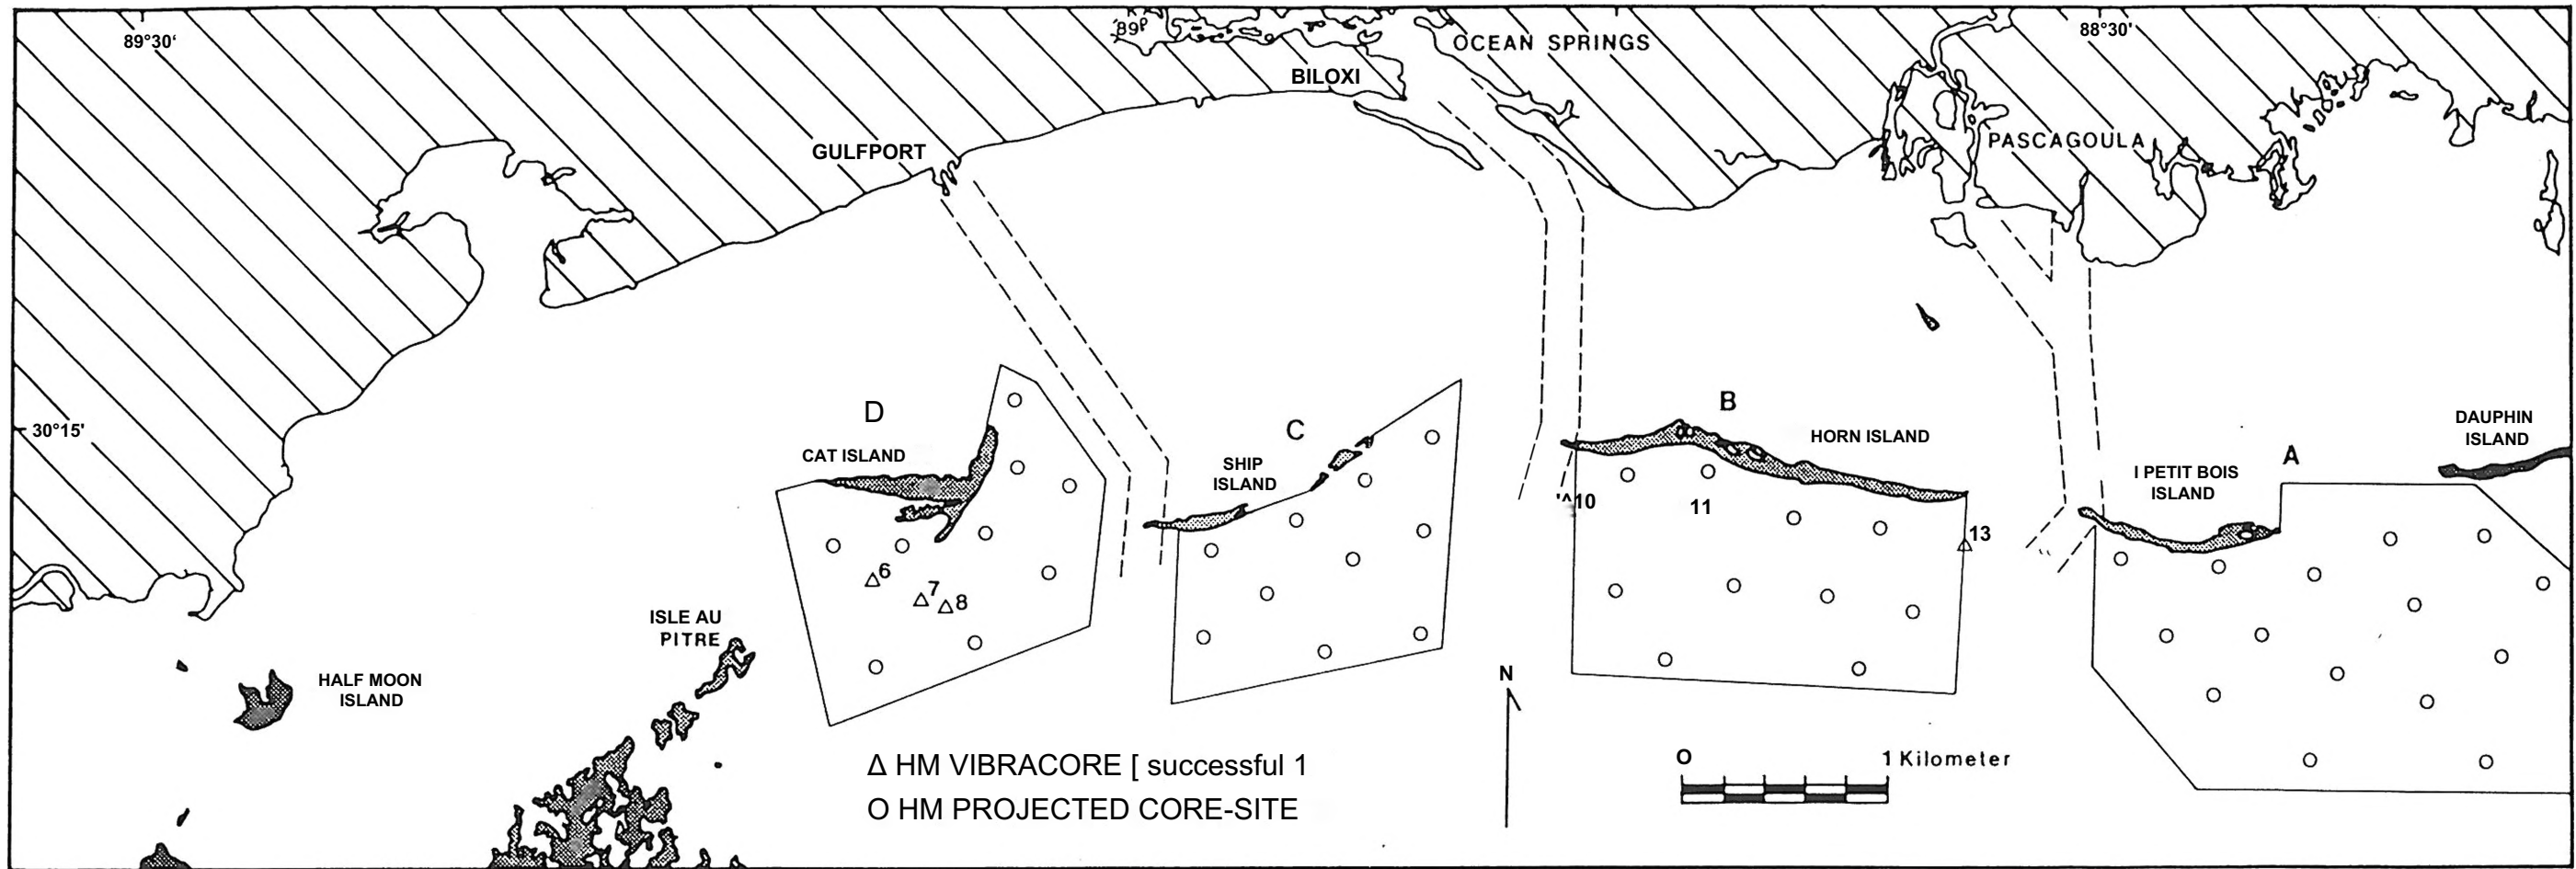 89°30‘
89º
OCEAN SPRINGS
88°30'
BILOXI
PASCAGOULA
GULFPORT
D
B
C
A
30°15'
CAT ISLAND
SHIP
ISLAND
HORN ISLAND
I PETIT BOIS
ISLAND
DAUPHIN
ISLAND
10
11
13
6
7
8
ISLE AU
PITRE
HALF MOON
ISLAND
N
Δ HM VIBRACORE [ successful 1
O HM PROJECTED CORE-SITE
0 1 Kilometer